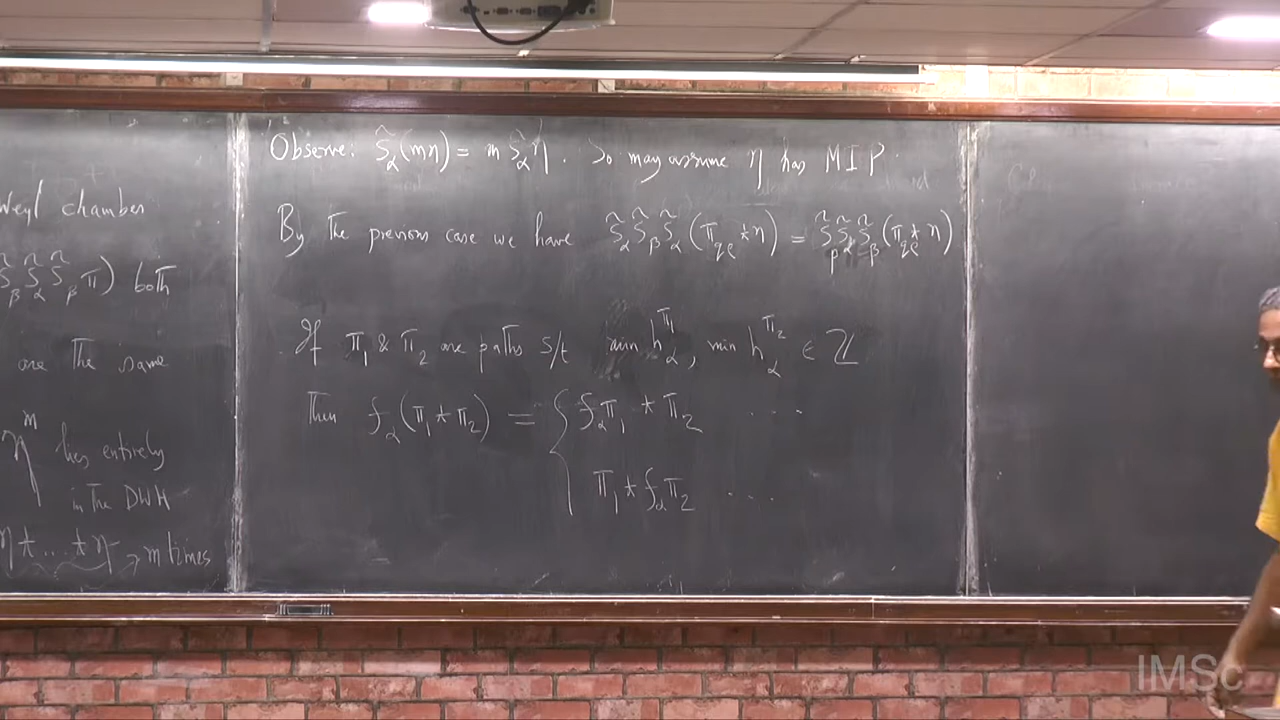 Weyl chamber
S̃_β S̃_α S̃_β π) both
are the same
η^m lies entirely
in the DWH
η * ... * η → m times
Observe: S̃_α(mη) = m S̃_α η. So may assume η has MIP.
By the previous case we have S̃_α S̃_β S̃_α (π_{qe} * η) = S̃_β S̃_α S̃_β (π_{qe} * η)
If π_1 & π_2 are paths s/t min h_α^{π_1}, min h_α^{π_2} ∈ ℤ
Then f_α(π_1 * π_2) = { f_α π_1 * π_2 ....
π_1 * f_α π_2 ....
IMSc